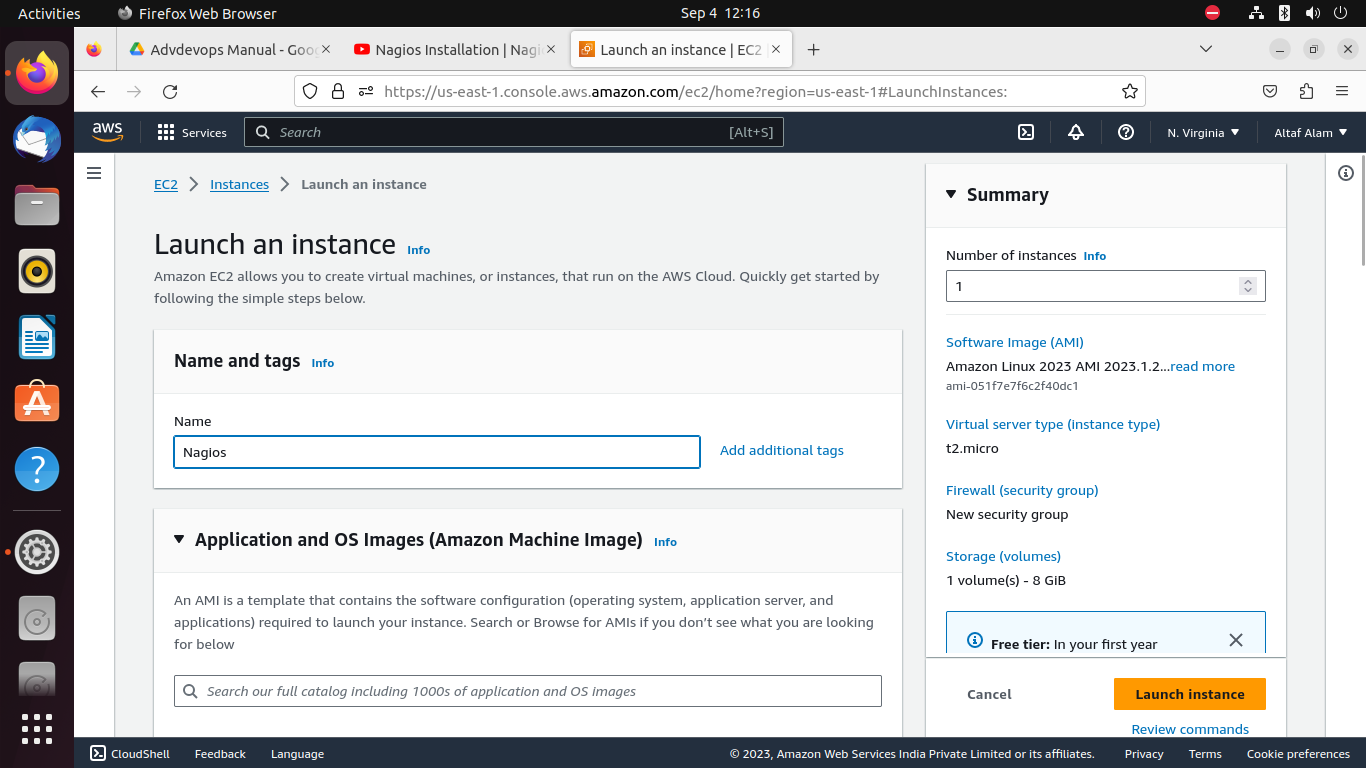 Activities
Firefox Web Browser
Sep 4 12:16
Advdevops Manual - Goo
Nagios Installation | Nagi
Launch an instance | EC2 |
https://us-east-1.console.aws.amazon.com/ec2/home?region=us-east-1#LaunchInstances:
aws
Services
Search
[Alt+S]
N. Virginia
Altaf Alam
EC2
Instances
Launch an instance
Launch an instance Info
Amazon EC2 allows you to create virtual machines, or instances, that run on the AWS Cloud. Quickly get started by
following the simple steps below.
Name and tags Info
Name
Nagios
Add additional tags
Application and OS Images (Amazon Machine Image) Info
An AMI is a template that contains the software configuration (operating system, application server, and
applications) required to launch your instance. Search or Browse for AMIs if you don’t see what you are looking
for below
Search our full catalog including 1000s of application and OS images
Summary
Number of instances Info
1
Software Image (AMI)
Amazon Linux 2023 AMI 2023.1.2...read more
ami-051f7e7f6c2f40dc1
Virtual server type (instance type)
t2.micro
Firewall (security group)
New security group
Storage (volumes)
1 volume(s) - 8 GiB
Free tier: In your first year
Cancel
Launch instance
Review commands
CloudShell
Feedback
Language
© 2023, Amazon Web Services India Private Limited or its affiliates.
Privacy
Terms
Cookie preferences